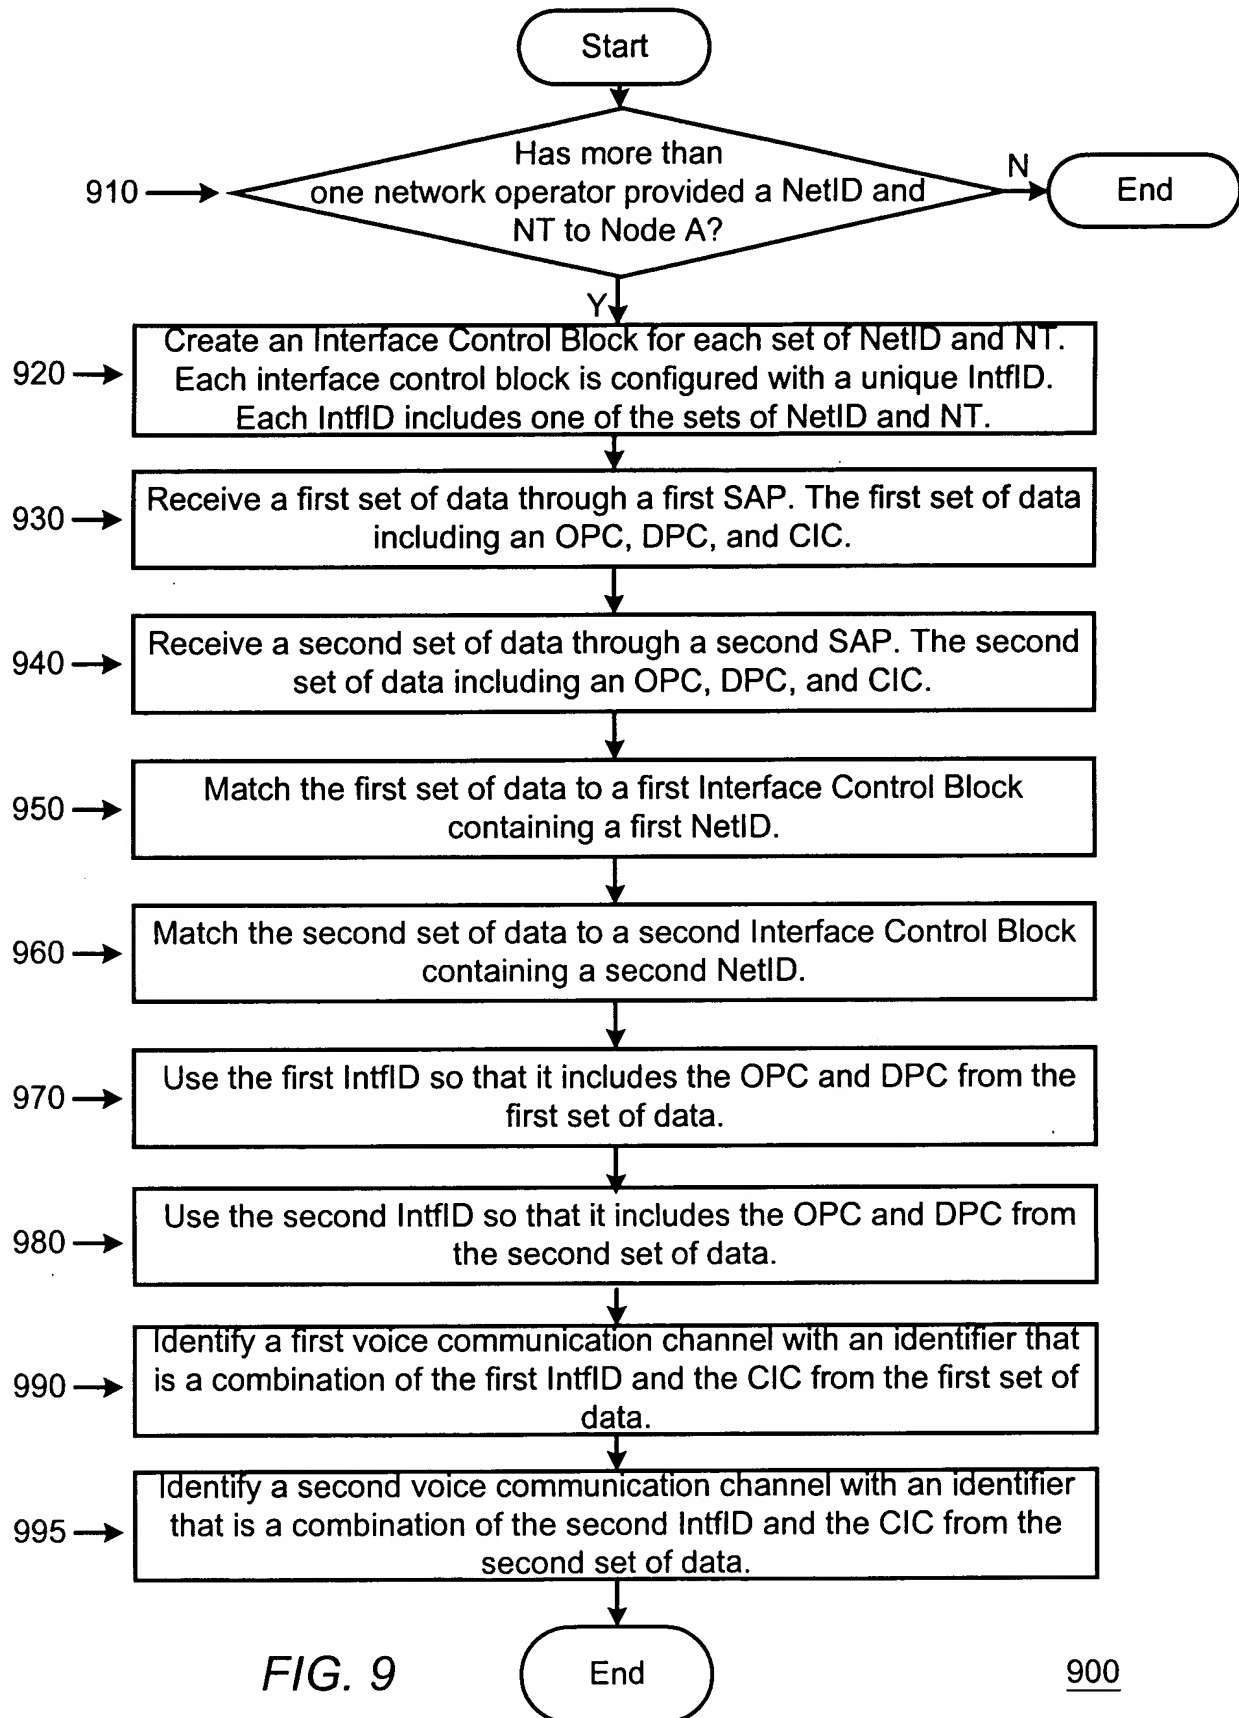 Start
Has more than
one network operator provided a NetID and
NT to Node A?
910
N
End
Y
Create an Interface Control Block for each set of NetID and NT.
Each interface control block is configured with a unique IntfID.
Each IntfID includes one of the sets of NetID and NT.
920
Receive a first set of data through a first SAP. The first set of data
including an OPC, DPC, and CIC.
930
Receive a second set of data through a second SAP. The second
set of data including an OPC, DPC, and CIC.
940
Match the first set of data to a first Interface Control Block
containing a first NetID.
950
Match the second set of data to a second Interface Control Block
containing a second NetID.
960
Use the first IntfID so that it includes the OPC and DPC from the
first set of data.
970
Use the second IntfID so that it includes the OPC and DPC from
the second set of data.
980
Identify a first voice communication channel with an identifier that
is a combination of the first IntfID and the CIC from the first set of
data.
990
Identify a second voice communication channel with an identifier
that is a combination of the second IntfID and the CIC from the
second set of data.
995
End
FIG. 9
900